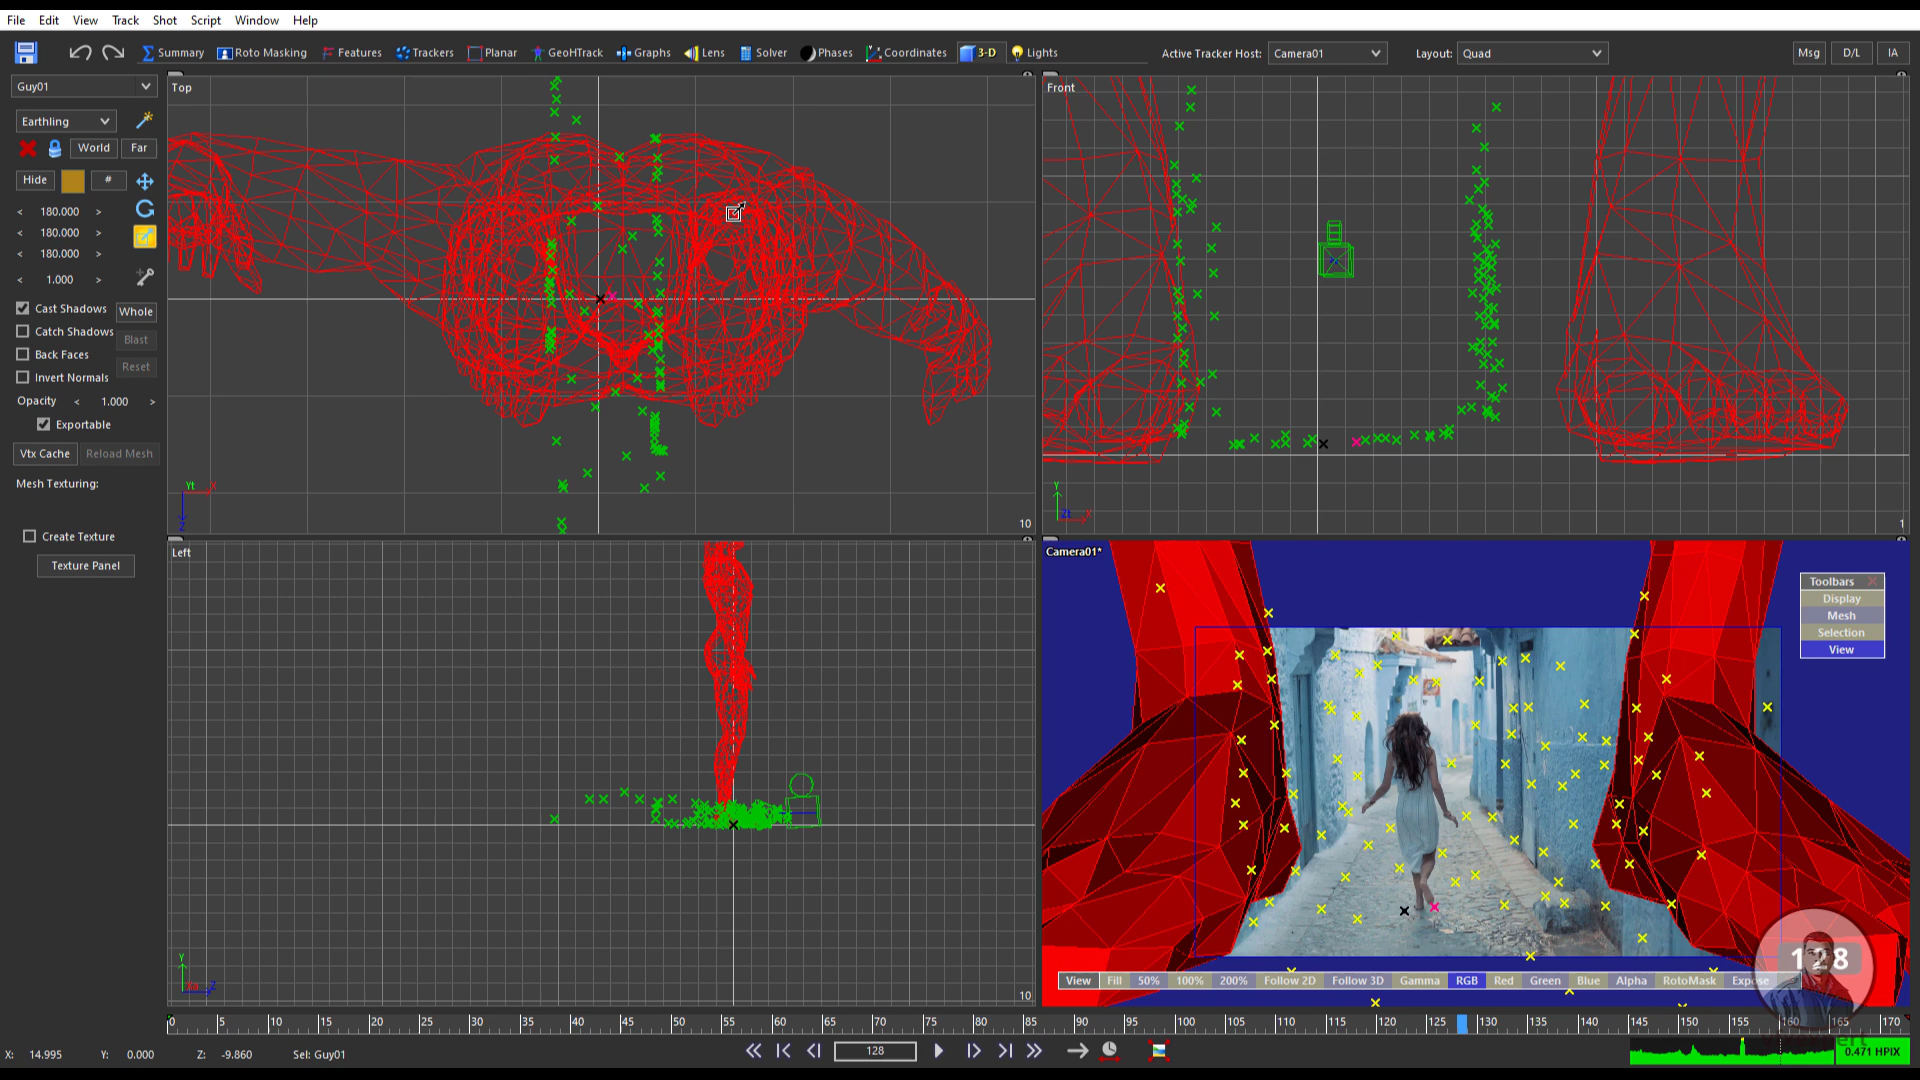 File Edit View Track Shot Script Window Help
Summary Roto Masking Features Trackers Planar GeoHTrack Graphs Lens Solver Phases Coordinates 3-D Lights Active Tracker Host: Camera01 Layout: Quad Msg D/L IA
Guy01
Earthling
World Far
Hide #
< 180.000 >
< 180.000 >
< 180.000 >
< 1.000 >
Cast Shadows Whole
Catch Shadows Blast
Back Faces Reset
Invert Normals
Opacity < 1.000 >
Exportable
Vtx Cache Reload Mesh
Mesh Texturing:
Create Texture
Texture Panel
Top
Yt X
Z
10
Front
Y
Zt X
1
Left
Y
Z
10
Camera01*
Toolbars
Display
Mesh
Selection
View
128
View Fill 50% 100% 200% Follow 2D Follow 3D Gamma RGB Red Green Blue Alpha RotoMask
0 5 10 15 20 25 30 35 40 45 50 55 60 65 70 75 80 85 90 95 100 105 110 115 120 125 130 135 140 145 150 155 160 165 170
X: 14.995 Y: 0.000 Z: -9.860 Sel: Guy01
128
0.471 HPIX